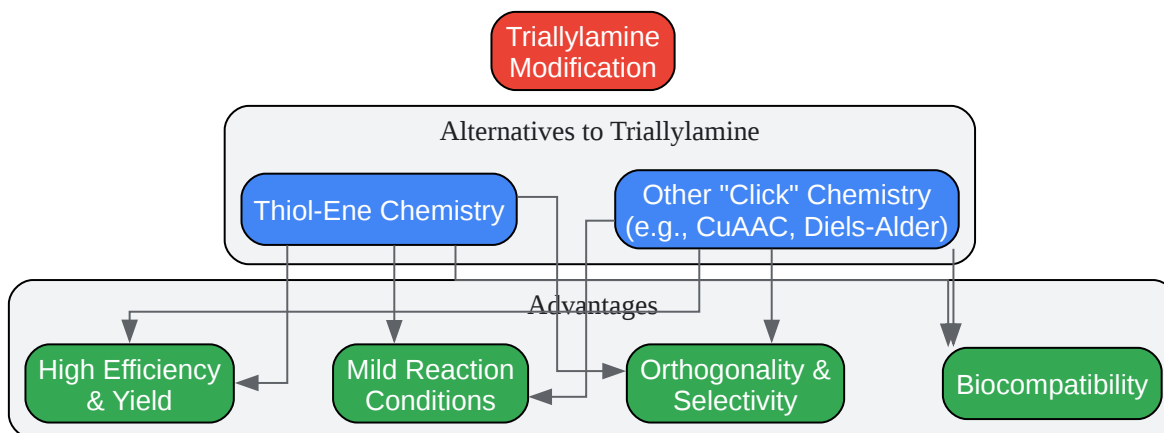 Triallylamine
Modification
Alternatives to Triallylamine
Thiol-Ene Chemistry
Other "Click" Chemistry
(e.g., CuAAC, Diels-Alder)
Advantages
High Efficiency
& Yield
Mild Reaction
Conditions
Orthogonality &
Selectivity
Biocompatibility